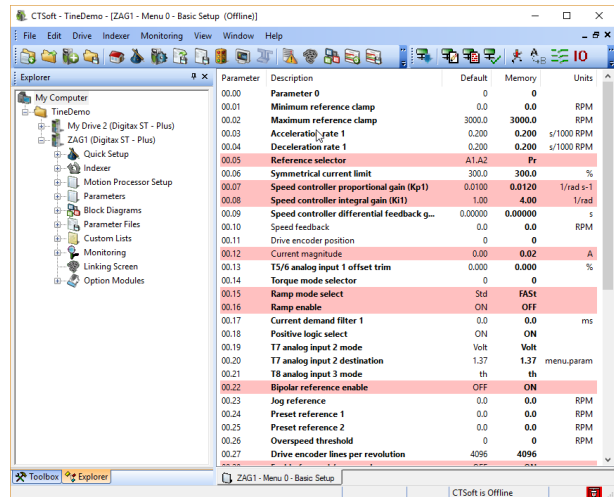 CTSoft - TineDemo - [ZAG1 - Menu 0 - Basic Setup (Offline)]
File Edit Drive Indexer Monitoring View Window Help
IO
Explorer
My Computer
TineDemo
My Drive 2 (Digitax ST - Plus)
ZAG1 (Digitax ST - Plus)
Quick Setup
Indexer
Motion Processor Setup
Parameters
Block Diagrams
Parameter Files
Custom Lists
Monitoring
Linking Screen
Option Modules
Toolbox Explorer
Parameter Description Default Memory Units
00.00 Parameter 0 0 0
00.01 Minimum reference clamp 0.0 0.0 RPM
00.02 Maximum reference clamp 3000.0 3000.0 RPM
00.03 Acceleration rate 1 0.200 0.200 s/1000 RPM
00.04 Deceleration rate 1 0.200 0.200 s/1000 RPM
00.05 Reference selector A1.A2 Pr
00.06 Symmetrical current limit 300.0 300.0 %
00.07 Speed controller proportional gain (Kp1) 0.0100 0.0120 1/rad s-1
00.08 Speed controller integral gain (Ki1) 1.00 4.00 1/rad
00.09 Speed controller differential feedback g... 0.00000 0.00000 s
00.10 Speed feedback 0.0 0.0 RPM
00.11 Drive encoder position 0 0
00.12 Current magnitude 0.00 0.02 A
00.13 T5/6 analog input 1 offset trim 0.000 0.000 %
00.14 Torque mode selector 0 0
00.15 Ramp mode select Std FASt
00.16 Ramp enable ON OFF
00.17 Current demand filter 1 0.0 0.0 ms
00.18 Positive logic select ON ON
00.19 T7 analog input 2 mode Volt Volt
00.20 T7 analog input 2 destination 1.37 1.37 menu.param
00.21 T8 analog input 3 mode th th
00.22 Bipolar reference enable OFF ON
00.23 Jog reference 0.0 0.0 RPM
00.24 Preset reference 1 0.0 0.0 RPM
00.25 Preset reference 2 0.0 0.0 RPM
00.26 Overspeed threshold 0 0 RPM
00.27 Drive encoder lines per revolution 4096 4096
ZAG1 - Menu 0 - Basic Setup
CTSoft is Offline